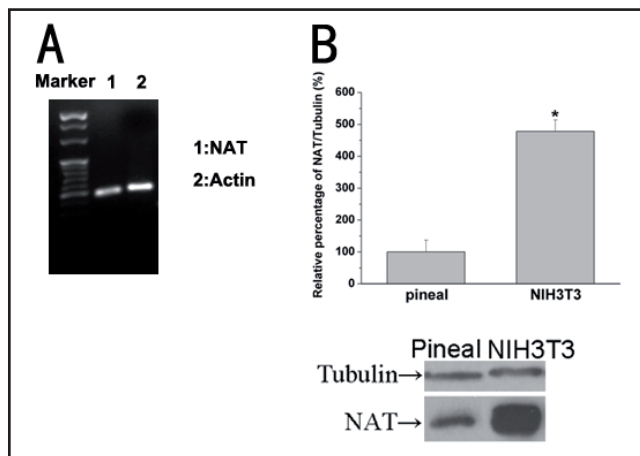 A
Marker 1 2
1:NAT
2:Actin
B
Relative percentage of NAT/Tubulin (%)
600
500
400
300
200
100
0
*
pineal NIH3T3
Pineal NIH3T3
Tubulin→
NAT→